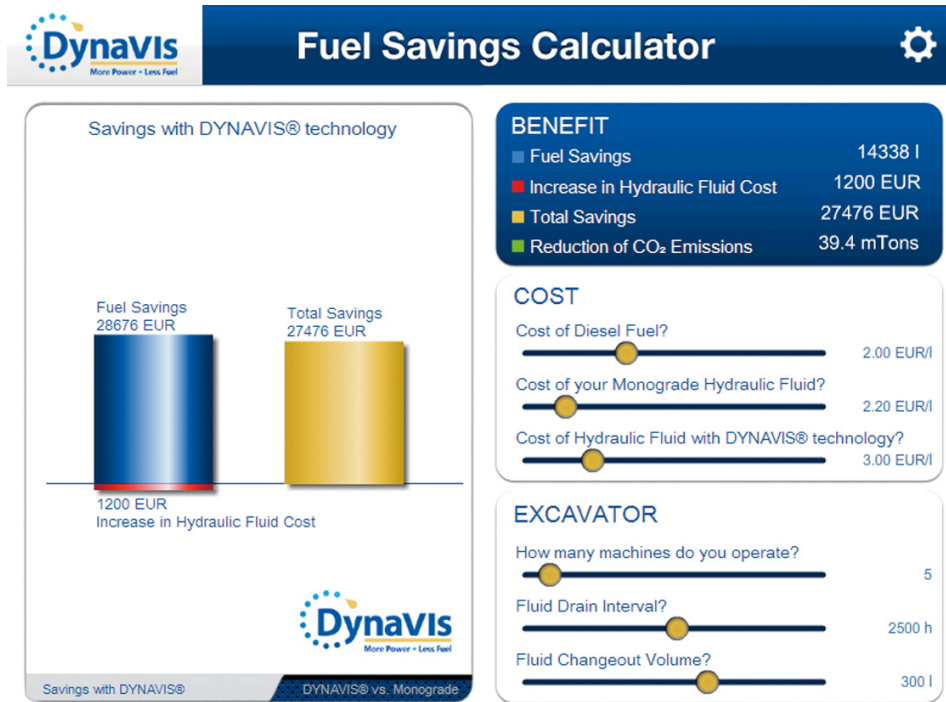 DynaVis
More Power • Less Fuel
Fuel Savings Calculator
Savings with DYNAVIS® technology
Fuel Savings
28676 EUR
Total Savings
27476 EUR
1200 EUR
Increase in Hydraulic Fluid Cost
DynaVis
More Power • Less Fuel
Savings with DYNAVIS®
DYNAVIS® vs. Monograde
BENEFIT
Fuel Savings 14338 l
Increase in Hydraulic Fluid Cost 1200 EUR
Total Savings 27476 EUR
Reduction of CO₂ Emissions 39.4 mTons
COST
Cost of Diesel Fuel?
2.00 EUR/l
Cost of your Monograde Hydraulic Fluid?
2.20 EUR/l
Cost of Hydraulic Fluid with DYNAVIS® technology?
3.00 EUR/l
EXCAVATOR
How many machines do you operate?
5
Fluid Drain Interval?
2500 h
Fluid Changeout Volume?
300 l